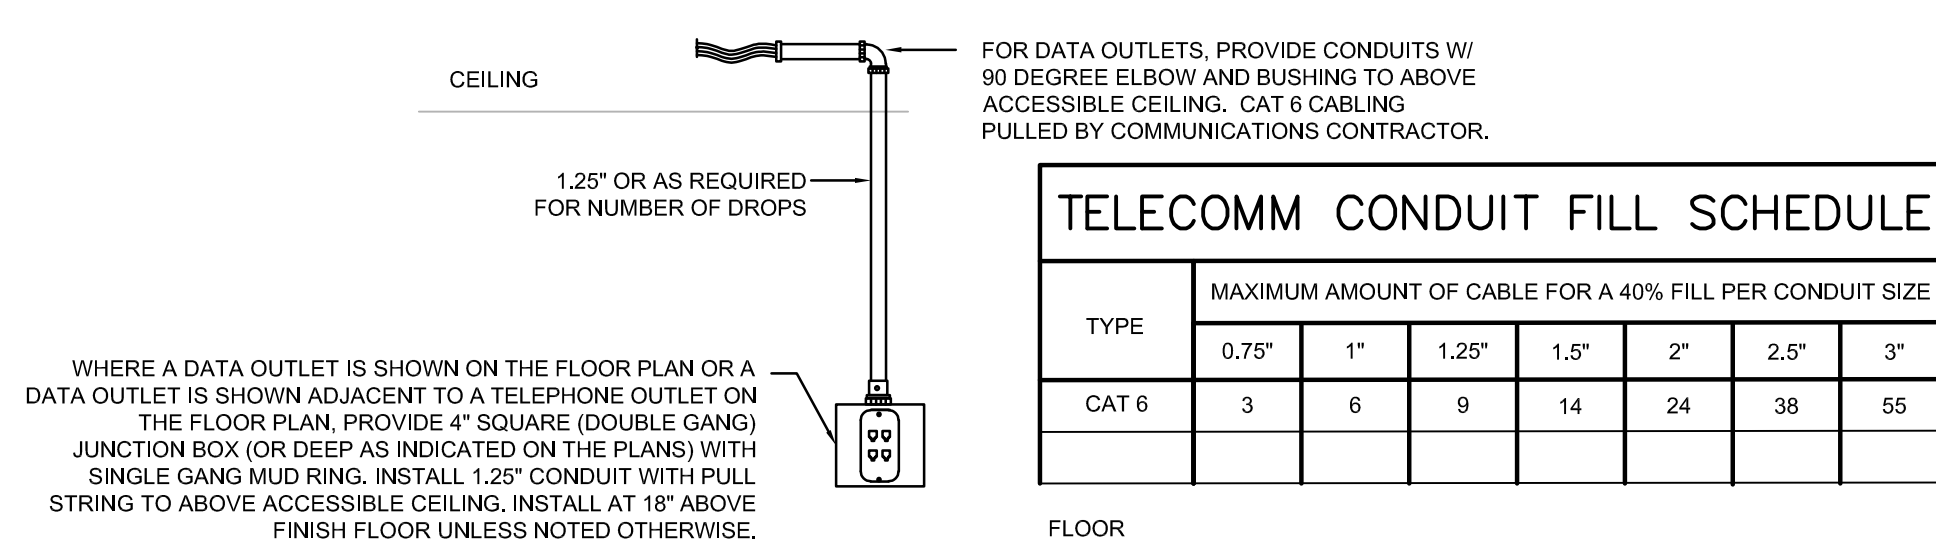 CEILING
FOR DATA OUTLETS, PROVIDE CONDUITS W/
90 DEGREE ELBOW AND BUSHING TO ABOVE
ACCESSIBLE CEILING. CAT 6 CABLING
PULLED BY COMMUNICATIONS CONTRACTOR.
1.25" OR AS REQUIRED
FOR NUMBER OF DROPS
WHERE A DATA OUTLET IS SHOWN ON THE FLOOR PLAN OR A
DATA OUTLET IS SHOWN ADJACENT TO A TELEPHONE OUTLET ON
THE FLOOR PLAN, PROVIDE 4" SQUARE (DOUBLE GANG)
JUNCTION BOX (OR DEEP AS INDICATED ON THE PLANS) WITH
SINGLE GANG MUD RING. INSTALL 1.25" CONDUIT WITH PULL
STRING TO ABOVE ACCESSIBLE CEILING. INSTALL AT 18" ABOVE
FINISH FLOOR UNLESS NOTED OTHERWISE.
TELECOMM CONDUIT FILL SCHEDULE
TYPE
MAXIMUM AMOUNT OF CABLE FOR A 40% FILL PER CONDUIT SIZE
0.75" 1" 1.25" 1.5" 2" 2.5" 3"
CAT 6 3 6 9 14 24 38 55
FLOOR